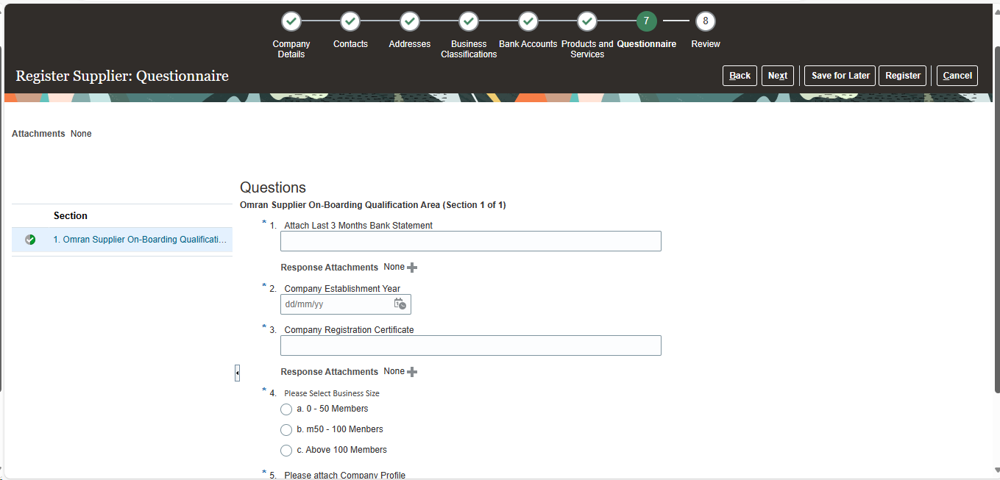 7
8
Company Details
Contacts
Addresses
Business Classifications
Bank Accounts
Products and Services
Questionnaire
Review
Register Supplier: Questionnaire
Back
Next
Save for Later
Register
Cancel
Attachments None
Questions
Omran Supplier On-Boarding Qualification Area (Section 1 of 1)
Section
1. Omran Supplier On-Boarding Qualificati...
* 1. Attach Last 3 Months Bank Statement
Response Attachments None
* 2. Company Establishment Year
dd/mm/yy
* 3. Company Registration Certificate
Response Attachments None
* 4. Please Select Business Size
a. 0 - 50 Members
b. m50 - 100 Menbers
c. Above 100 Members
* 5. Please attach Company Profile